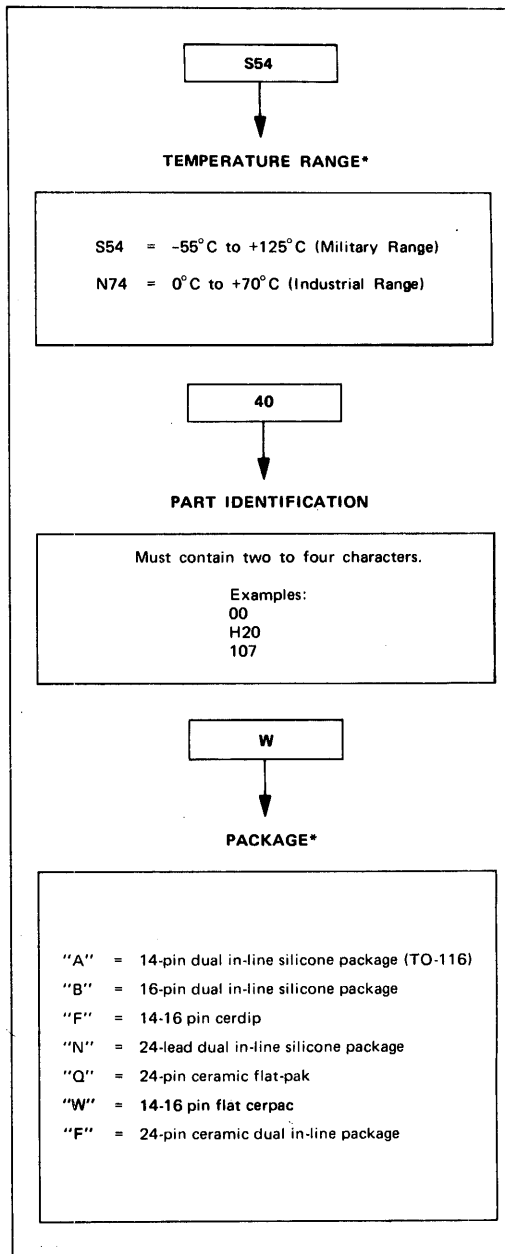 S54
TEMPERATURE RANGE*
S54 = -55°C to +125°C (Military Range)
N74 = 0°C to +70°C (Industrial Range)
40
PART IDENTIFICATION
Must contain two to four characters.
Examples:
00
H20
107
W
PACKAGE*
"A" = 14-pin dual in-line silicone package (TO-116)
"B" = 16-pin dual in-line silicone package
"F" = 14-16 pin cerdip
"N" = 24-lead dual in-line silicone package
"Q" = 24-pin ceramic flat-pak
"W" = 14-16 pin flat cerpac
"F" = 24-pin ceramic dual in-line package